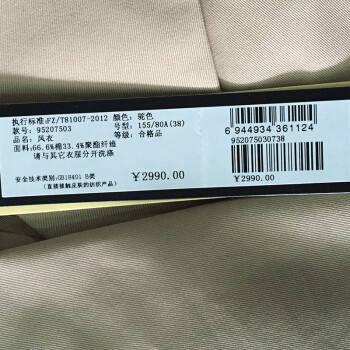 执行标准:FZ/T81007-2012 颜色: 驼色
款号: 95207503 号型: 155/80A(38)
品名: 风衣 等级: 合格品
面料:66.6%棉33.4%聚酯纤维
请与其它衣服分开洗涤
安全技术类别:GB18401 B类
(直接接触皮肤的纺织产品)
￥2990.00
6 944934 361124
952075030738
￥2990.00